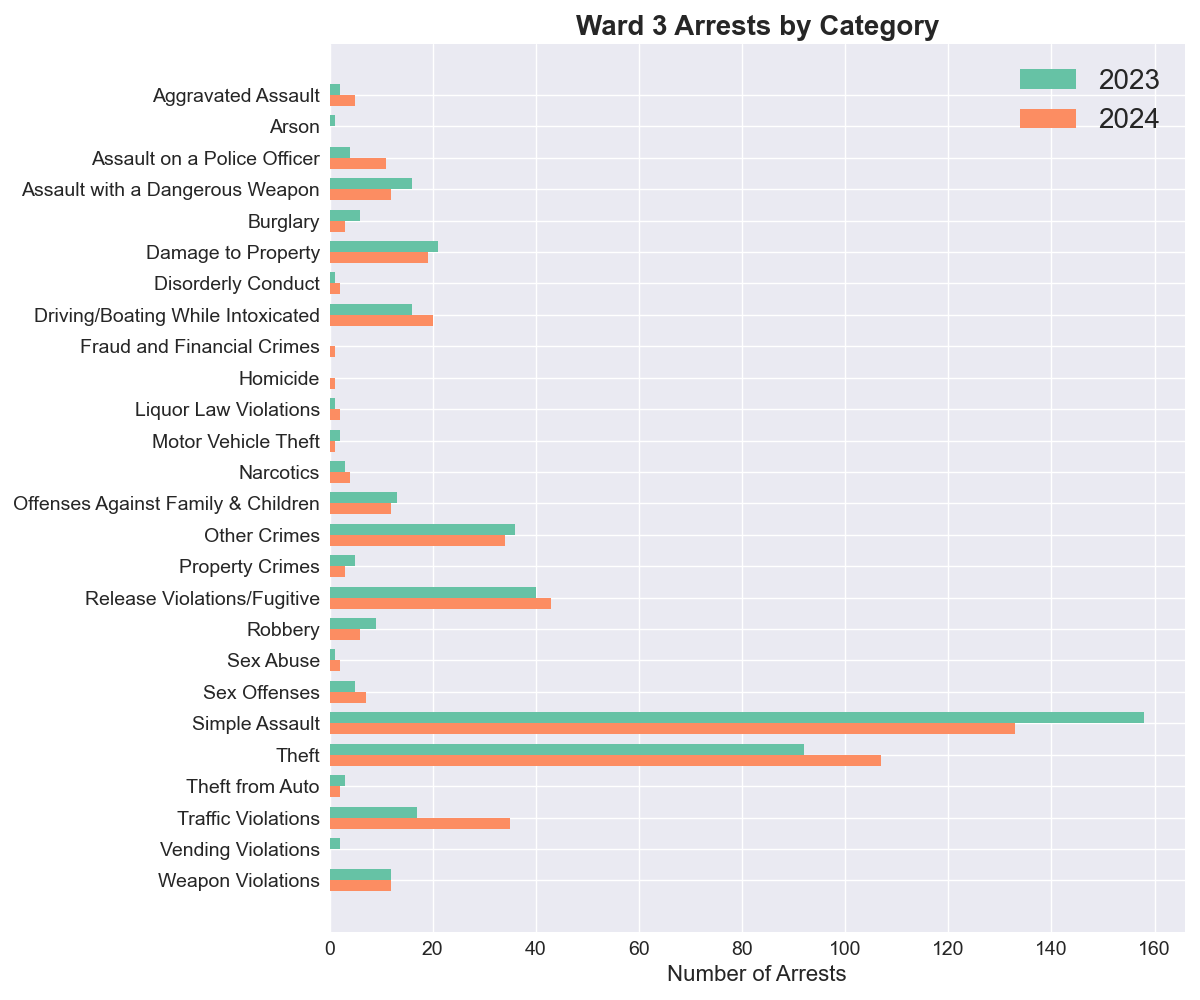 Ward 3 Arrests by Category
2023
2024
Aggravated Assault
Arson
Assault on a Police Officer
Assault with a Dangerous Weapon
Burglary
Damage to Property
Disorderly Conduct
Driving/Boating While Intoxicated
Fraud and Financial Crimes
Homicide
Liquor Law Violations
Motor Vehicle Theft
Narcotics
Offenses Against Family & Children
Other Crimes
Property Crimes
Release Violations/Fugitive
Robbery
Sex Abuse
Sex Offenses
Simple Assault
Theft
Theft from Auto
Traffic Violations
Vending Violations
Weapon Violations
0 20 40 60 80 100 120 140 160
Number of Arrests